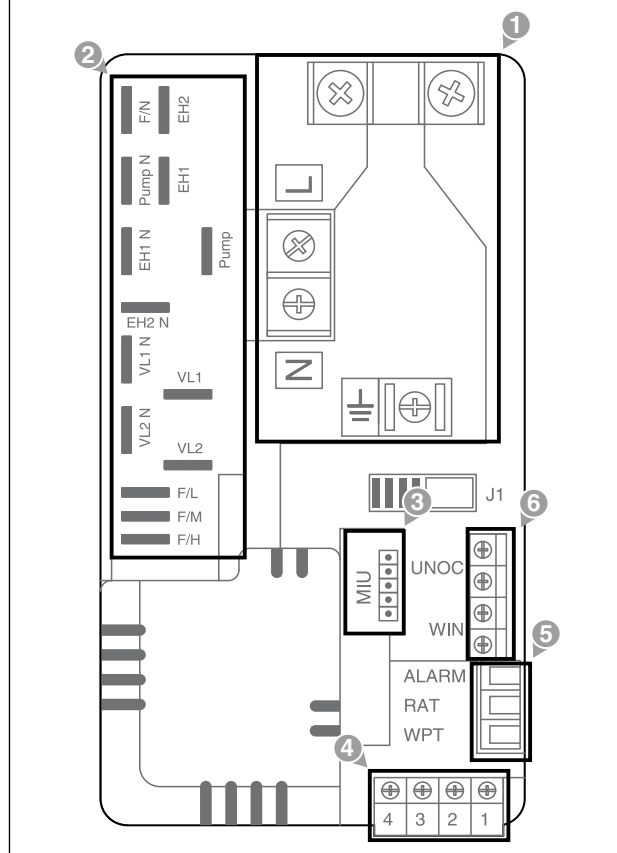 1
2
F/N
EH2
Pump N
EH1
EH1 N
Pump
EH2 N
VL1 N
VL1
VL2 N
VL2
F/L
F/M
F/H
L
N
J1
3
6
MIU
UNOC
WIN
5
ALARM
RAT
WPT
4
4 3 2 1